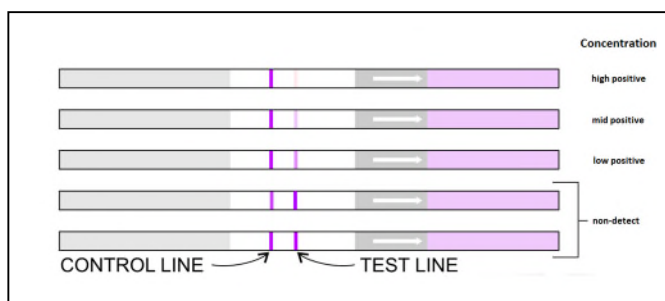 Concentration
high positive
mid positive
low positive
non-detect
CONTROL LINE
TEST LINE